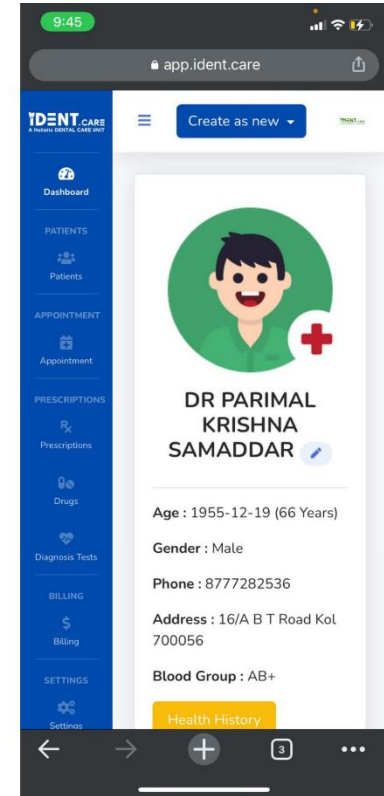 9:45
app.ident.care
IDENT.CARE
A Holistic DENTAL CARE UNIT
Create as new
Dashboard
PATIENTS
Patients
APPOINTMENT
Appointment
PRESCRIPTIONS
Prescriptions
Drugs
Diagnosis Tests
BILLING
Billing
SETTINGS
Settings
DR PARIMAL
KRISHNA
SAMADDAR
Age : 1955-12-19 (66 Years)
Gender : Male
Phone : 8777282536
Address : 16/A B T Road Kol
700056
Blood Group : AB+
Health History
3